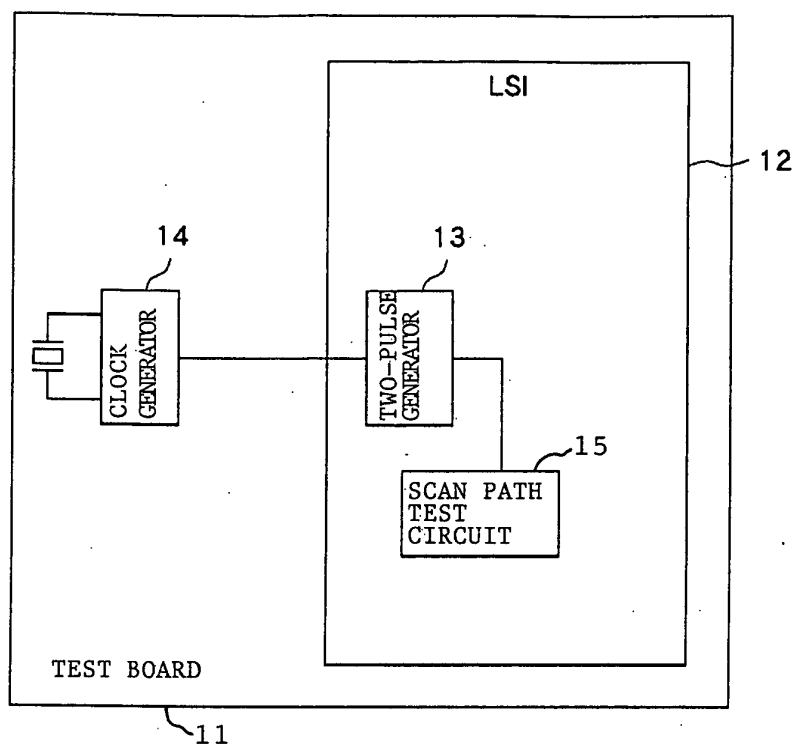 LSI
12
14
13
CLOCK
GENERATOR
TWO-PULSE
GENERATOR
15
SCAN PATH
TEST
CIRCUIT
TEST BOARD
11